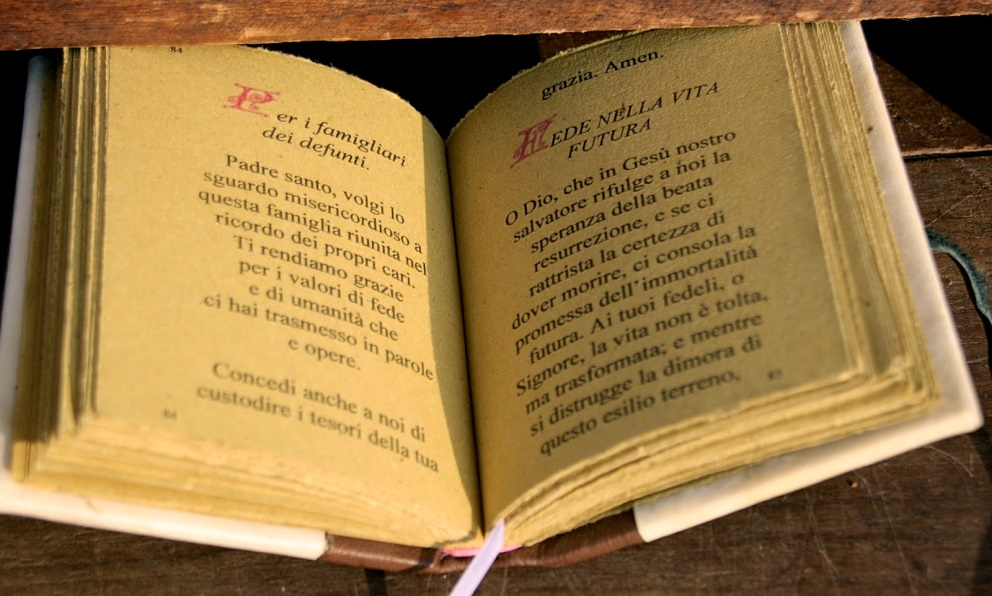 84
Per i famigliari
dei defunti.
Padre santo, volgi lo
sguardo misericordioso a
questa famiglia riunita nel
ricordo dei propri cari.
Ti rendiamo grazie
per i valori di fede
e di umanità che
ci hai trasmesso in parole
e opere.
Concedi anche a noi di
custodire i tesori della tua
84
grazia. Amen.
FEDE NELLA VITA
FUTURA
O Dio, che in Gesù nostro
salvatore rifulge a noi la
speranza della beata
resurrezione, e se ci
rattrista la certezza di
dover morire, ci consola la
promessa dell'immortalità
futura. Ai tuoi fedeli, o
Signore, la vita non è tolta,
ma trasformata; e mentre
si distrugge la dimora di
questo esilio terreno,
85